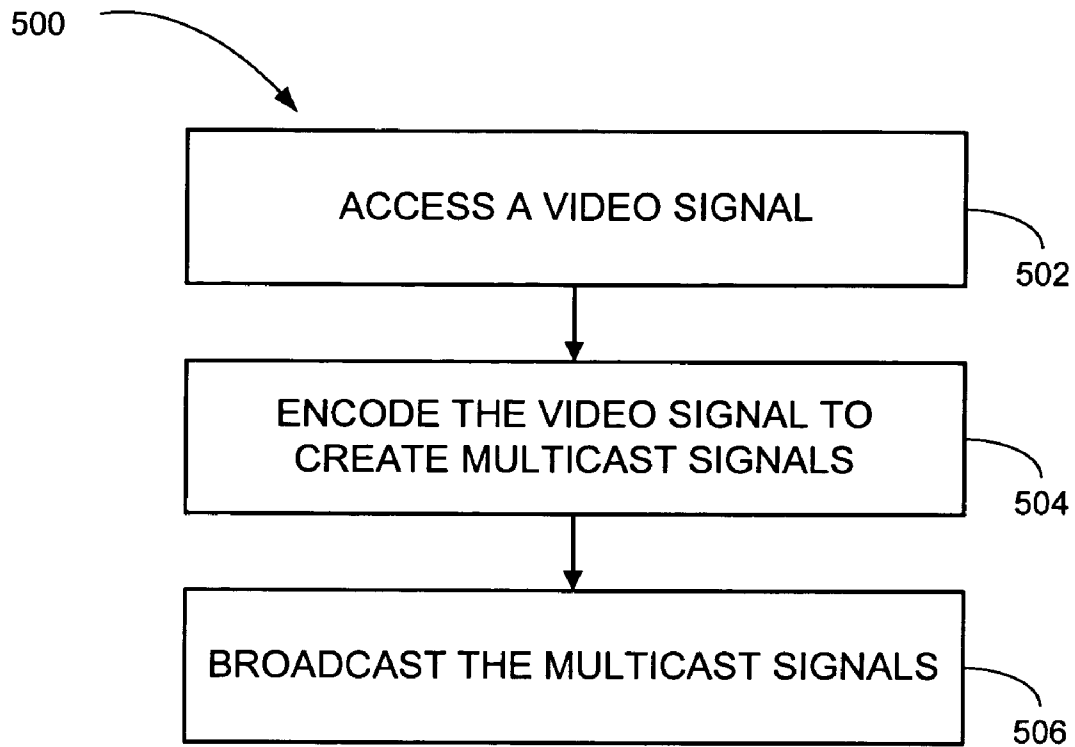 500
ACCESS A VIDEO SIGNAL
502
ENCODE THE VIDEO SIGNAL TO
CREATE MULTICAST SIGNALS
504
BROADCAST THE MULTICAST SIGNALS
506